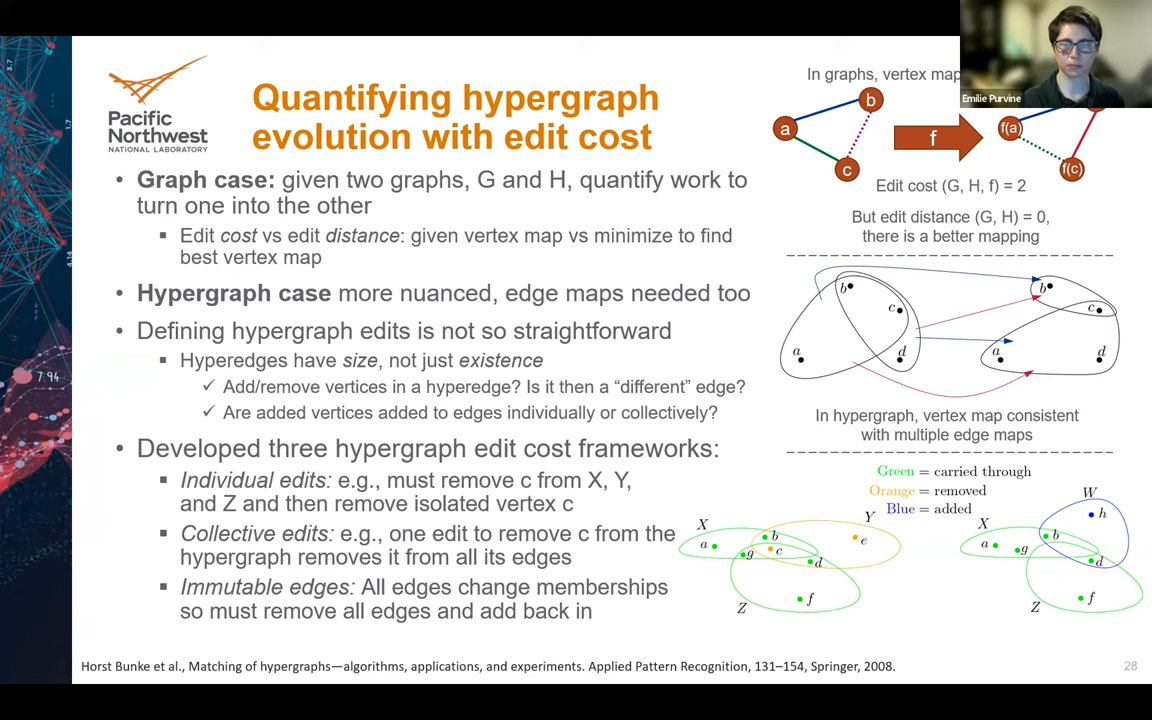 Pacific
Northwest
NATIONAL LABORATORY
Quantifying hypergraph
evolution with edit cost
• Graph case: given two graphs, G and H, quantify work to
turn one into the other
▪ Edit cost vs edit distance: given vertex map vs minimize to find
best vertex map
• Hypergraph case more nuanced, edge maps needed too
• Defining hypergraph edits is not so straightforward
▪ Hyperedges have size, not just existence
✓ Add/remove vertices in a hyperedge? Is it then a “different” edge?
✓ Are added vertices added to edges individually or collectively?
• Developed three hypergraph edit cost frameworks:
▪ Individual edits: e.g., must remove c from X, Y,
and Z and then remove isolated vertex c
▪ Collective edits: e.g., one edit to remove c from the
hypergraph removes it from all its edges
▪ Immutable edges: All edges change memberships
so must remove all edges and add back in
In graphs, vertex map
Emilie Purvine
b
a
c
f
f(a)
f(c)
Edit cost (G, H, f) = 2
But edit distance (G, H) = 0,
there is a better mapping
b
c
a
d
b
c
a
d
In hypergraph, vertex map consistent
with multiple edge maps
Green = carried through
Orange = removed
Blue = added
X
Y
a
b
g
c
e
d
f
Z
W
X
h
a
g
b
d
f
Z
Horst Bunke et al., Matching of hypergraphs—algorithms, applications, and experiments. Applied Pattern Recognition, 131–154, Springer, 2008.
28
3.7
1.7
4.14
7.94